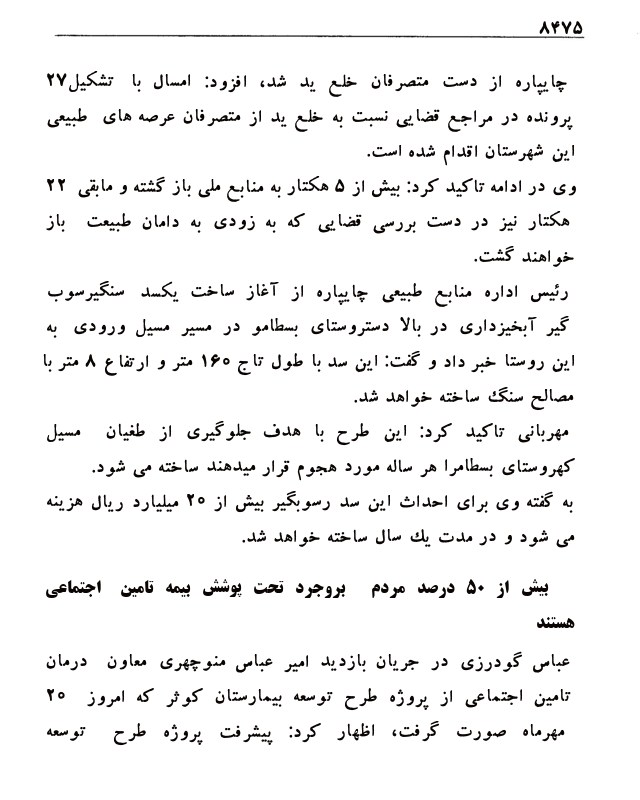 ۸۴۷۵
چایپاره از دست متصرفان خلع ید شد، افزود: امسال با تشکیل۲۷
پرونده در مراجع قضایی نسبت به خلع ید از متصرفان عرصه های طبیعی
این شهرستان اقدام شده است.
وی در ادامه تاکید کرد: بیش از ۵ هکتار به منابع ملی باز گشته و مابقی ۲۲
هکتار نیز در دست بررسی قضایی که به زودی به دامان طبیعت باز
خواهند گشت.
رئیس اداره منابع طبیعی چایپاره از آغاز ساخت یکسد سنگیرسوب
گیر آبخیزداری در بالا دستروستای بسطامو در مسیر مسیل ورودی به
این روستا خبر داد و گفت: این سد با طول تاج ۱۶۰ متر و ارتفاع ۸ متر با
مصالح سنگ ساخته خواهد شد.
مهربانی تاکید کرد: این طرح با هدف جلوگیری از طغیان مسیل
کهروستای بسطامرا هر ساله مورد هجوم قرار میدهند ساخته می شود.
به گفته وی برای احداث این سد رسوبگیر بیش از ۲۰ میلیارد ریال هزینه
می شود و در مدت یك سال ساخته خواهد شد.
بیش از ۵۰ درصد مردم بروجرد تحت پوشش بیمه تامین اجتماعی
هستند
عباس گودرزی در جریان بازدید امیر عباس منوچهری معاون درمان
تامین اجتماعی از پروژه طرح توسعه بیمارستان کوثر که امروز ۲۰
مهرماه صورت گرفت، اظهار کرد: پیشرفت پروژه طرح توسعه